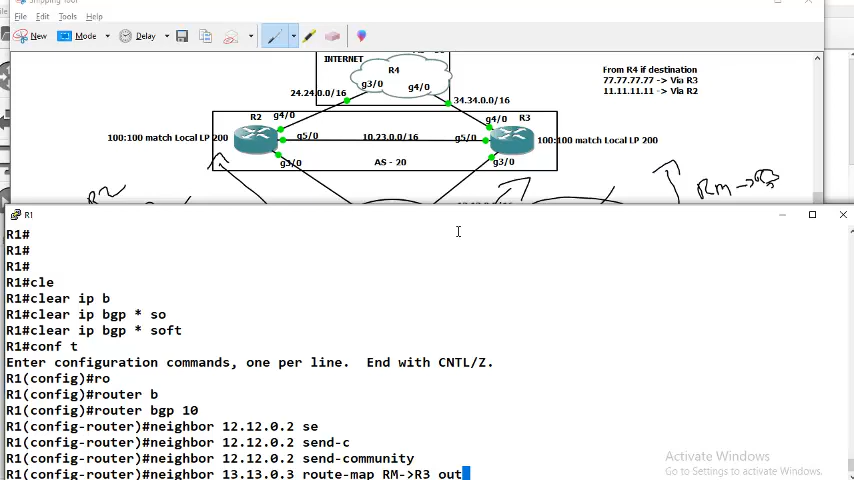 Snipping Tool
File Edit Tools Help
New Mode Delay
INTERNET
R4
g3/0
g4/0
From R4 if destination
77.77.77.77 -> Via R3
11.11.11.11 -> Via R2
24.24.0.0/16
34.34.0.0/16
R2
g4/0
g4/0
R3
100:100 match Local LP 200
g5/0
10.23.0.0/16
g5/0
100:100 match Local LP 200
g3/0
AS - 20
g3/0
R2
RM->R3
R1
R1#
R1#
R1#
R1#cle
R1#clear ip b
R1#clear ip bgp * so
R1#clear ip bgp * soft
R1#conf t
Enter configuration commands, one per line. End with CNTL/Z.
R1(config)#ro
R1(config)#router b
R1(config)#router bgp 10
R1(config-router)#neighbor 12.12.0.2 se
R1(config-router)#neighbor 12.12.0.2 send-c
R1(config-router)#neighbor 12.12.0.2 send-community
R1(config-router)#neighbor 13.13.0.3 route-map RM->R3 out
Activate Windows
Go to Settings to activate Windows.